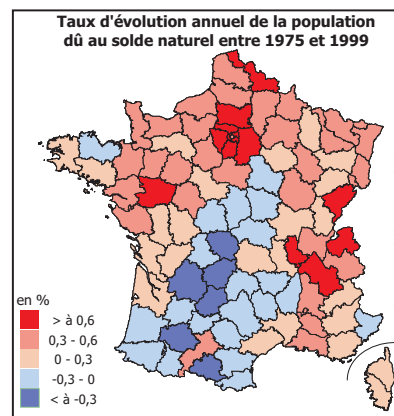 Taux d'évolution annuel de la population
dû au solde naturel entre 1975 et 1999
en %
> à 0,6
0,3 - 0,6
0 - 0,3
-0,3 - 0
< à -0,3